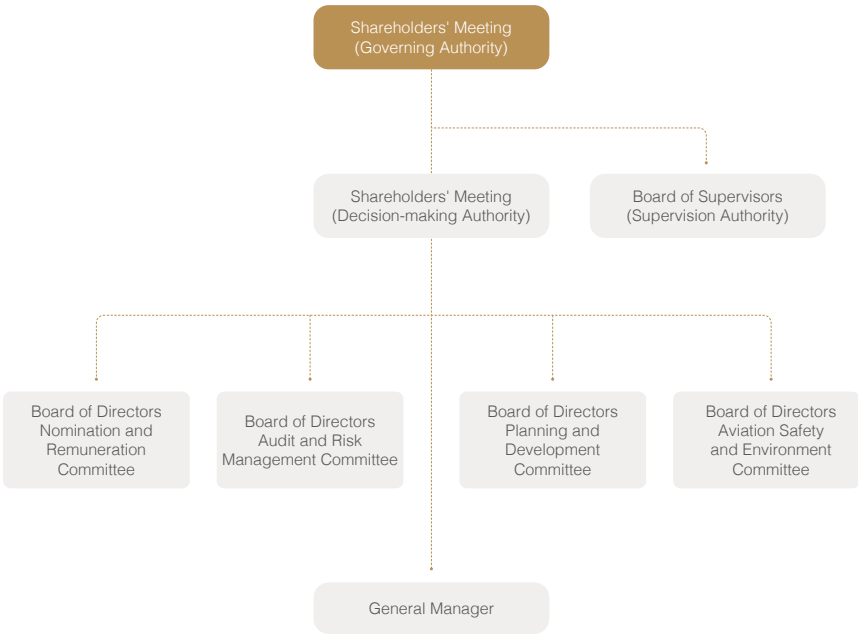 Shareholders' Meeting
(Governing Authority)
Shareholders' Meeting
(Decision-making Authority)
Board of Supervisors
(Supervision Authority)
Board of Directors
Nomination and
Remuneration
Committee
Board of Directors
Audit and Risk
Management Committee
Board of Directors
Planning and
Development
Committee
Board of Directors
Aviation Safety
and Environment
Committee
General Manager